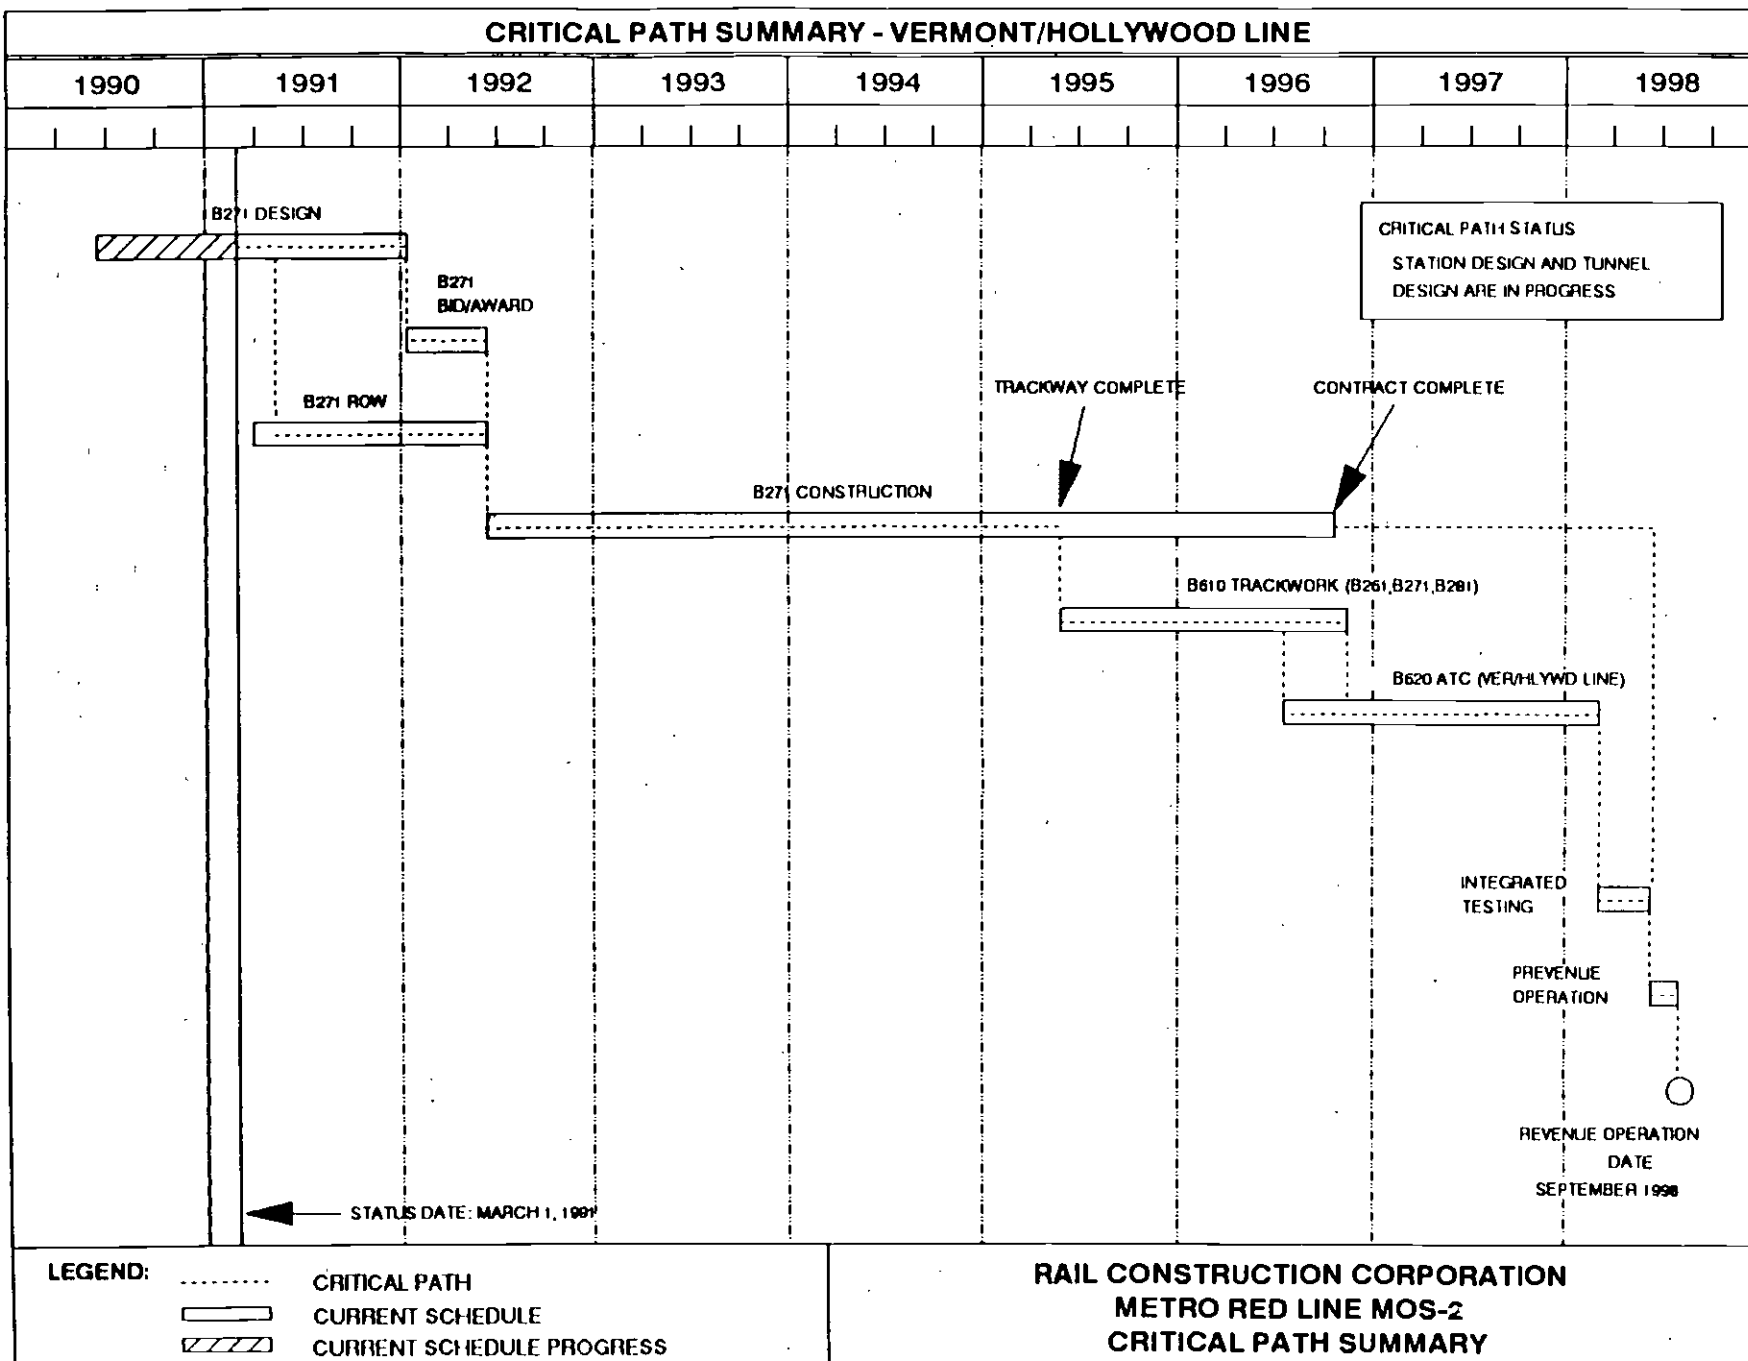 CRITICAL PATH SUMMARY - VERMONT/HOLLYWOOD LINE
1990 1991 1992 1993 1994 1995 1996 1997 1998
B271 DESIGN
CRITICAL PATH STATUS
STATION DESIGN AND TUNNEL
DESIGN ARE IN PROGRESS
B271
BID/AWARD
TRACKWAY COMPLETE
CONTRACT COMPLETE
B271 ROW
B271 CONSTRUCTION
B610 TRACKWORK (B261,B271,B281)
B620 ATC (VER/HLYWD LINE)
INTEGRATED
TESTING
PREVENUE
OPERATION
REVENUE OPERATION
DATE
SEPTEMBER 1998
STATUS DATE: MARCH 1, 1991
LEGEND:
CRITICAL PATH
CURRENT SCHEDULE
CURRENT SCHEDULE PROGRESS
RAIL CONSTRUCTION CORPORATION
METRO RED LINE MOS-2
CRITICAL PATH SUMMARY